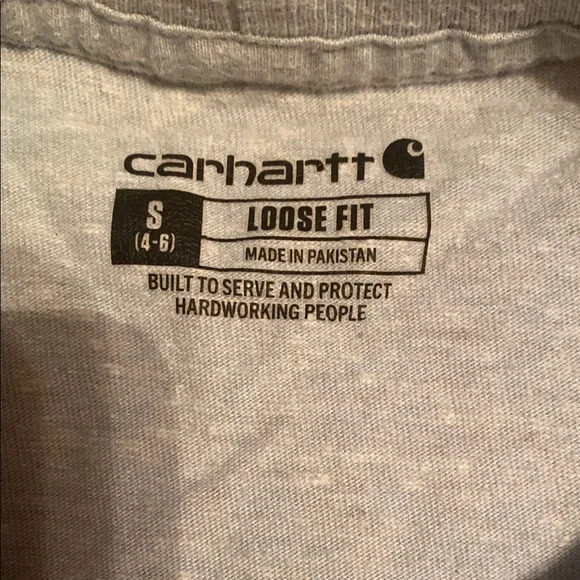 carhartt
S
(4-6)
LOOSE FIT
MADE IN PAKISTAN
BUILT TO SERVE AND PROTECT
HARDWORKING PEOPLE